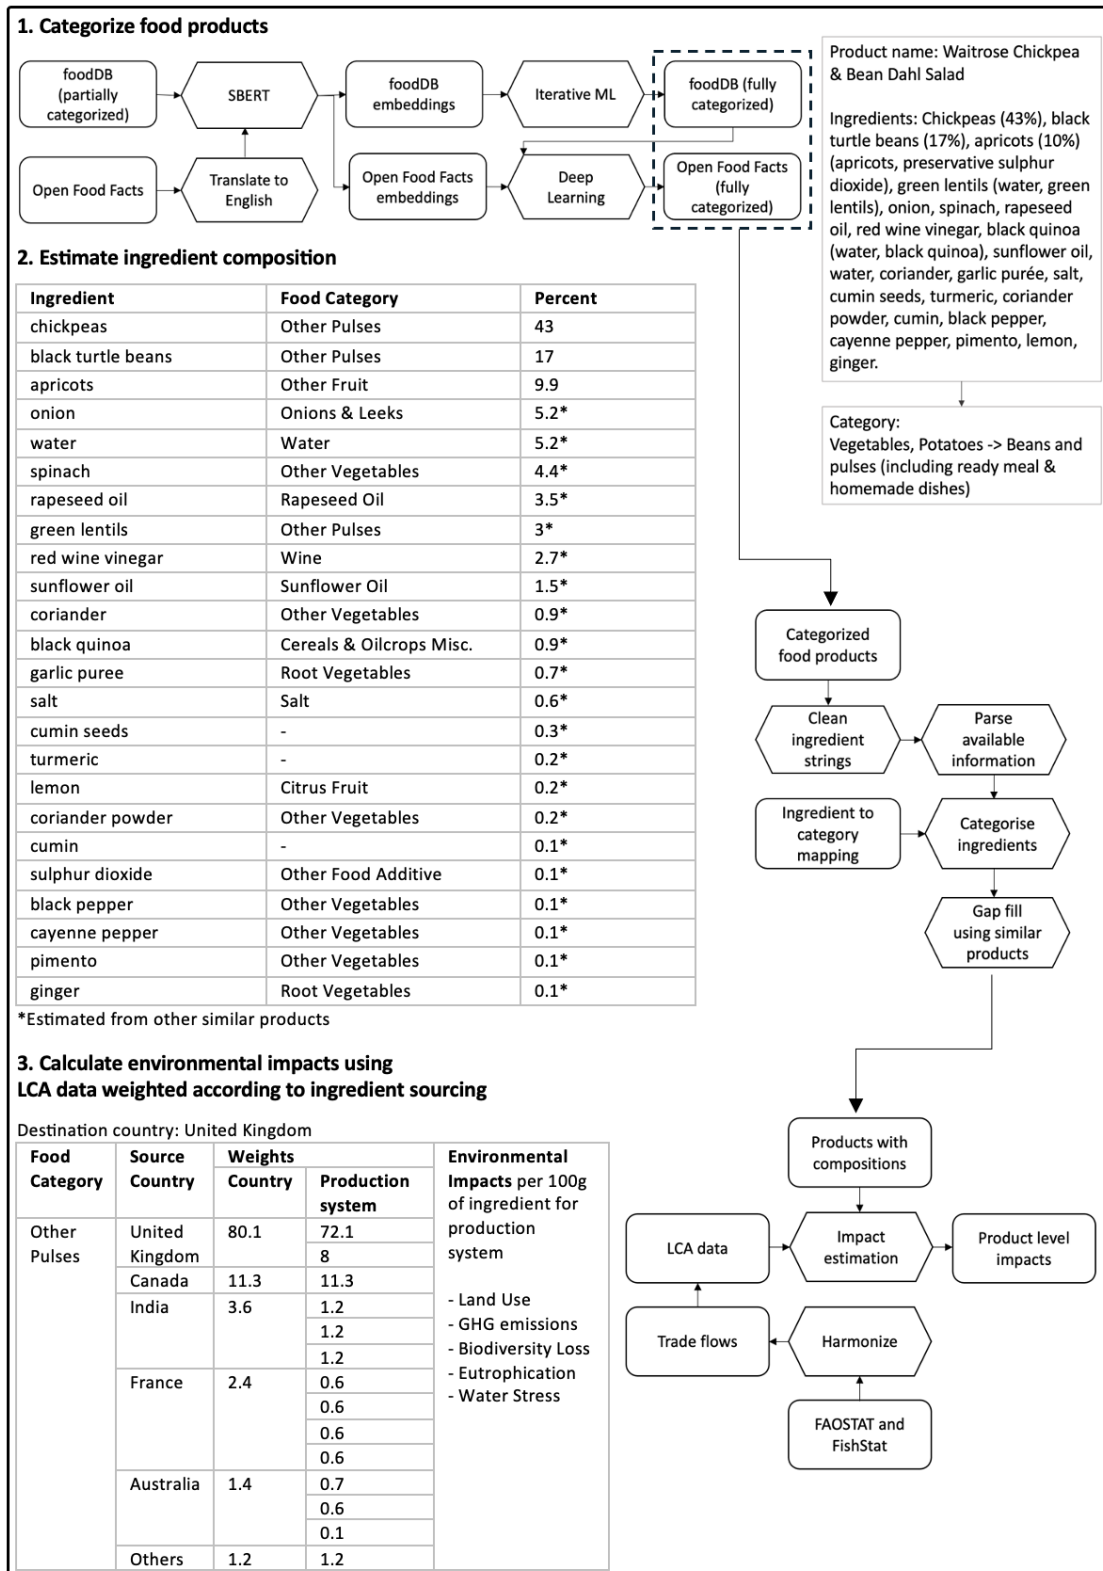 1. Categorize food products
foodDB
(partially
categorized)
SBERT
foodDB
embeddings
Iterative ML
foodDB (fully
categorized)
Open Food Facts
Translate to
English
Open Food Facts
embeddings
Deep
Learning
Open Food Facts
(fully
categorized)
Product name: Waitrose Chickpea
& Bean Dahl Salad
Ingredients: Chickpeas (43%), black
turtle beans (17%), apricots (10%)
(apricots, preservative sulphur
dioxide), green lentils (water, green
lentils), onion, spinach, rapeseed
oil, red wine vinegar, black quinoa
(water, black quinoa), sunflower oil,
water, coriander, garlic purée, salt,
cumin seeds, turmeric, coriander
powder, cumin, black pepper,
cayenne pepper, pimento, lemon,
ginger.
Category:
Vegetables, Potatoes -> Beans and
pulses (including ready meal &
homemade dishes)
2. Estimate ingredient composition
Ingredient Food Category Percent
chickpeas Other Pulses 43
black turtle beans Other Pulses 17
apricots Other Fruit 9.9
onion Onions & Leeks 5.2*
water Water 5.2*
spinach Other Vegetables 4.4*
rapeseed oil Rapeseed Oil 3.5*
green lentils Other Pulses 3*
red wine vinegar Wine 2.7*
sunflower oil Sunflower Oil 1.5*
coriander Other Vegetables 0.9*
black quinoa Cereals & Oilcrops Misc. 0.9*
garlic puree Root Vegetables 0.7*
salt Salt 0.6*
cumin seeds - 0.3*
turmeric - 0.2*
lemon Citrus Fruit 0.2*
coriander powder Other Vegetables 0.2*
cumin - 0.1*
sulphur dioxide Other Food Additive 0.1*
black pepper Other Vegetables 0.1*
cayenne pepper Other Vegetables 0.1*
pimento Other Vegetables 0.1*
ginger Root Vegetables 0.1*
*Estimated from other similar products
Categorized
food products
Clean
ingredient
strings
Parse
available
information
Ingredient to
category
mapping
Categorise
ingredients
Gap fill
using similar
products
3. Calculate environmental impacts using
LCA data weighted according to ingredient sourcing
Destination country: United Kingdom
Food
Category
Source
Country
Weights
Country
Production
system
Environmental
Impacts per 100g
of ingredient for
production
system
- Land Use
- GHG emissions
- Biodiversity Loss
- Eutrophication
- Water Stress
Other
Pulses
United
Kingdom
80.1
72.1
8
Canada 11.3 11.3
India 3.6 1.2
1.2
1.2
France 2.4 0.6
0.6
0.6
0.6
Australia 1.4 0.7
0.6
0.1
Others 1.2 1.2
Products with
compositions
LCA data
Impact
estimation
Product level
impacts
Trade flows
Harmonize
FAOSTAT and
FishStat